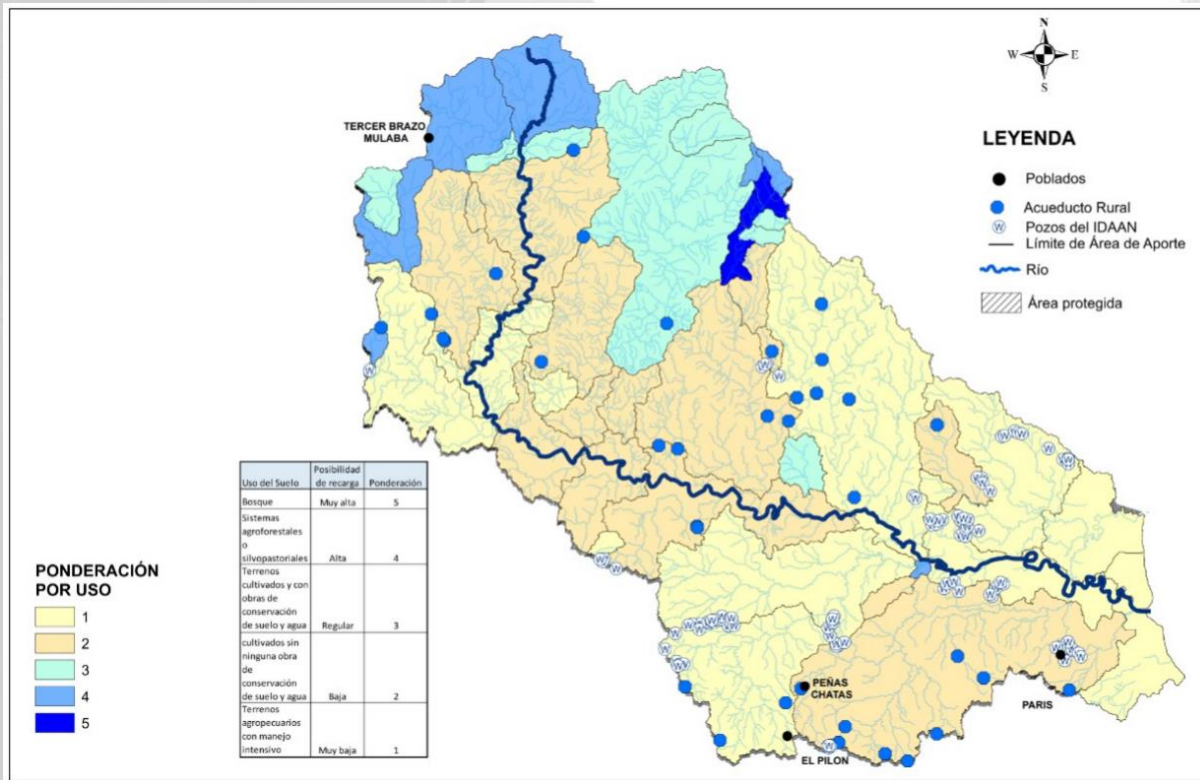 N
W E
S
TERCER BRAZO
MULABA
LEYENDA
Poblados
Acueducto Rural
W Pozos del IDAAN
Límite de Área de Aporte
Río
Área protegida
Uso del Suelo
Posibilidad
de recarga
Ponderación
Bosque Muy alta 5
Sistemas
agroforestales
o
silvopastoriales Alta 4
Terrenos
cultivados y con
obras de
conservación
de suelo y agua Regular 3
cultivados sin
ninguna obra
de
conservación
de suelo y agua Baja 2
Terrenos
agropecuarios
con manejo
intensivo Muy baja 1
PONDERACIÓN
POR USO
1
2
3
4
5
PEÑAS
CHATAS
PARIS
EL PILON